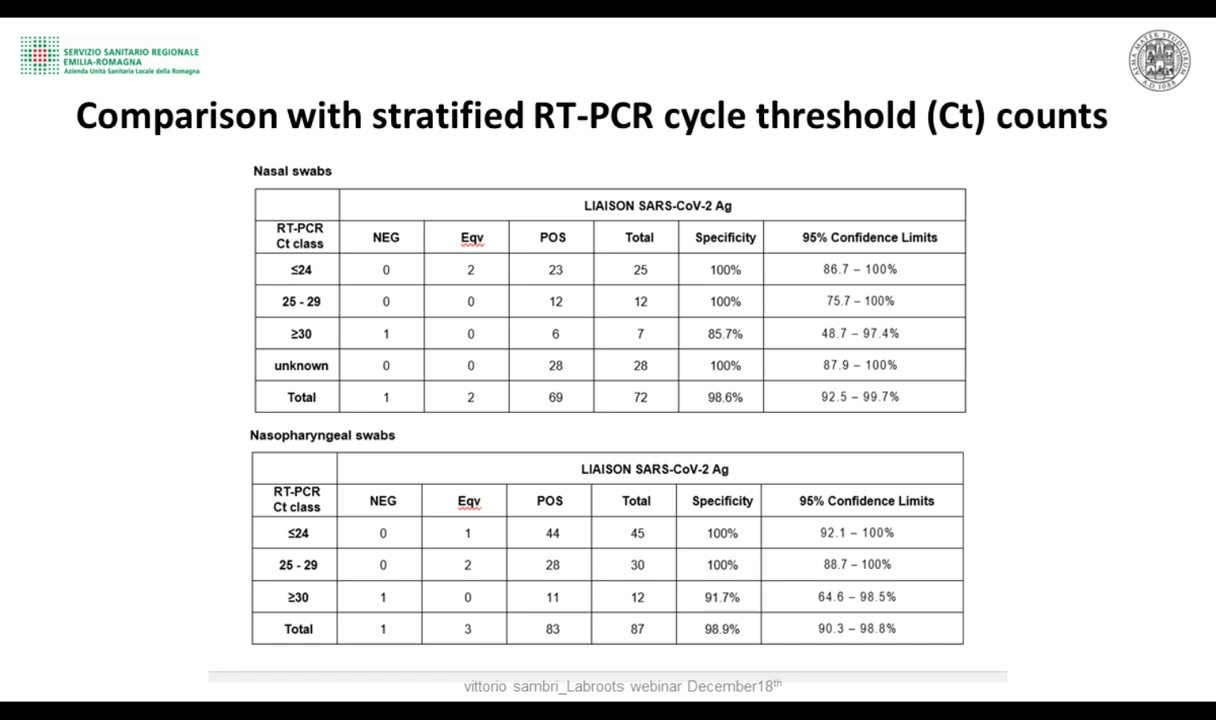 SERVIZIO SANITARIO REGIONALE
EMILIA-ROMAGNA
Azienda Unità Sanitaria Locale della Romagna
ALMA MATER STUDIORUM
A.D. 1088
Comparison with stratified RT-PCR cycle threshold (Ct) counts
Nasal swabs
LIAISON SARS-CoV-2 Ag
RT-PCR
Ct class NEG Eqv POS Total Specificity 95% Confidence Limits
≤24 0 2 23 25 100% 86.7 – 100%
25 - 29 0 0 12 12 100% 75.7 – 100%
≥30 1 0 6 7 85.7% 48.7 – 97.4%
unknown 0 0 28 28 100% 87.9 – 100%
Total 1 2 69 72 98.6% 92.5 – 99.7%
Nasopharyngeal swabs
LIAISON SARS-CoV-2 Ag
RT-PCR
Ct class NEG Eqv POS Total Specificity 95% Confidence Limits
≤24 0 1 44 45 100% 92.1 – 100%
25 - 29 0 2 28 30 100% 88.7 – 100%
≥30 1 0 11 12 91.7% 64.6 – 98.5%
Total 1 3 83 87 98.9% 90.3 – 98.8%
vittorio sambri_Labroots webinar December18th